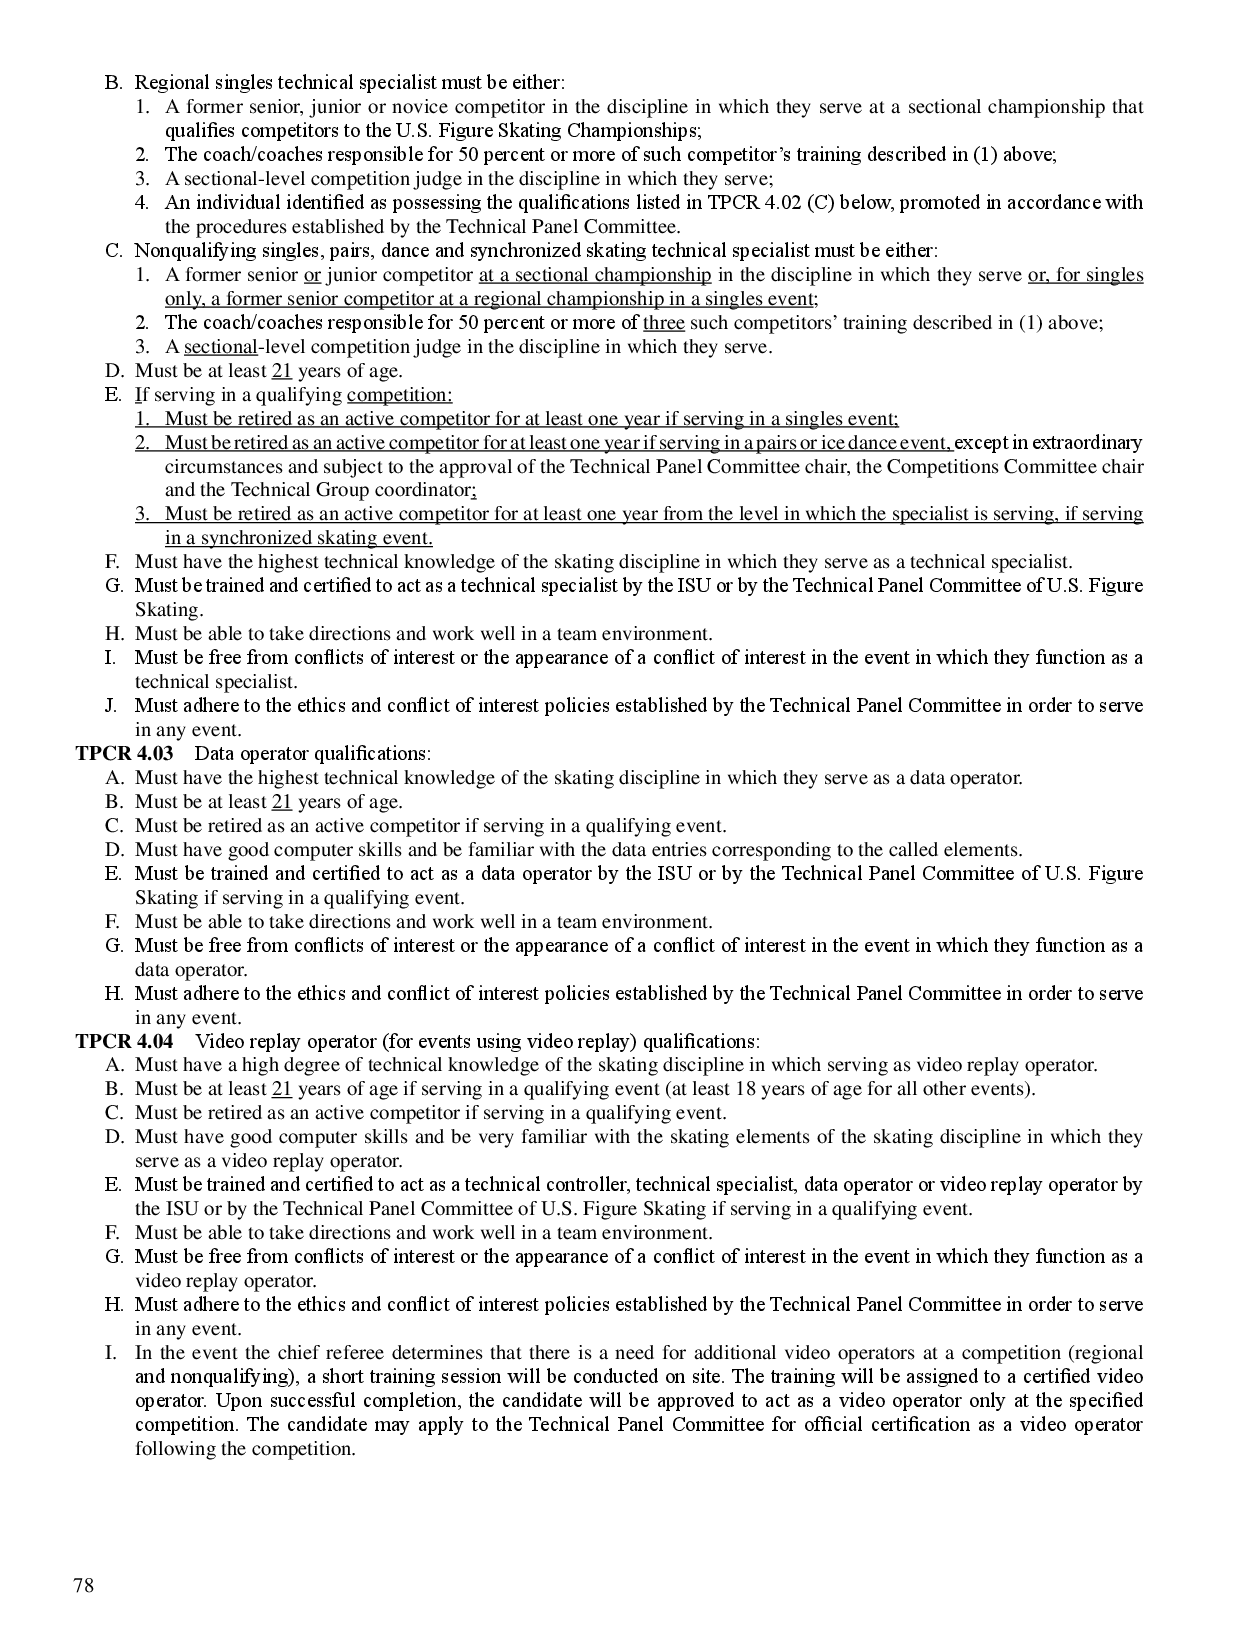 B. Regional singles technical specialist must be either:
1. A former senior, junior or novice competitor in the discipline in which they serve at a sectional championship that
qualifies competitors to the U.S. Figure Skating Championships;
2. The coach/coaches responsible for 50 percent or more of such competitor’s training described in (1) above;
3. A sectional-level competition judge in the discipline in which they serve;
4. An individual identified as possessing the qualifications listed in TPCR 4.02 (C) below, promoted in accordance with
the procedures established by the Technical Panel Committee.
C. Nonqualifying singles, pairs, dance and synchronized skating technical specialist must be either:
1. A former senior or junior competitor at a sectional championship in the discipline in which they serve or, for singles
only, a former senior competitor at a regional championship in a singles event;
2. The coach/coaches responsible for 50 percent or more of three such competitors’ training described in (1) above;
3. A sectional-level competition judge in the discipline in which they serve.
D. Must be at least 21 years of age.
E. If serving in a qualifying competition:
1. Must be retired as an active competitor for at least one year if serving in a singles event;
2. Must be retired as an active competitor for at least one year if serving in a pairs or ice dance event, except in extraordinary
circumstances and subject to the approval of the Technical Panel Committee chair, the Competitions Committee chair
and the Technical Group coordinator;
3. Must be retired as an active competitor for at least one year from the level in which the specialist is serving, if serving
in a synchronized skating event.
F. Must have the highest technical knowledge of the skating discipline in which they serve as a technical specialist.
G. Must be trained and certified to act as a technical specialist by the ISU or by the Technical Panel Committee of U.S. Figure
Skating.
H. Must be able to take directions and work well in a team environment.
I. Must be free from conflicts of interest or the appearance of a conflict of interest in the event in which they function as a
technical specialist.
J. Must adhere to the ethics and conflict of interest policies established by the Technical Panel Committee in order to serve
in any event.
TPCR 4.03 Data operator qualifications:
A. Must have the highest technical knowledge of the skating discipline in which they serve as a data operator.
B. Must be at least 21 years of age.
C. Must be retired as an active competitor if serving in a qualifying event.
D. Must have good computer skills and be familiar with the data entries corresponding to the called elements.
E. Must be trained and certified to act as a data operator by the ISU or by the Technical Panel Committee of U.S. Figure
Skating if serving in a qualifying event.
F. Must be able to take directions and work well in a team environment.
G. Must be free from conflicts of interest or the appearance of a conflict of interest in the event in which they function as a
data operator.
H. Must adhere to the ethics and conflict of interest policies established by the Technical Panel Committee in order to serve
in any event.
TPCR 4.04 Video replay operator (for events using video replay) qualifications:
A. Must have a high degree of technical knowledge of the skating discipline in which serving as video replay operator.
B. Must be at least 21 years of age if serving in a qualifying event (at least 18 years of age for all other events).
C. Must be retired as an active competitor if serving in a qualifying event.
D. Must have good computer skills and be very familiar with the skating elements of the skating discipline in which they
serve as a video replay operator.
E. Must be trained and certified to act as a technical controller, technical specialist, data operator or video replay operator by
the ISU or by the Technical Panel Committee of U.S. Figure Skating if serving in a qualifying event.
F. Must be able to take directions and work well in a team environment.
G. Must be free from conflicts of interest or the appearance of a conflict of interest in the event in which they function as a
video replay operator.
H. Must adhere to the ethics and conflict of interest policies established by the Technical Panel Committee in order to serve
in any event.
I. In the event the chief referee determines that there is a need for additional video operators at a competition (regional
and nonqualifying), a short training session will be conducted on site. The training will be assigned to a certified video
operator. Upon successful completion, the candidate will be approved to act as a video operator only at the specified
competition. The candidate may apply to the Technical Panel Committee for official certification as a video operator
following the competition.
78